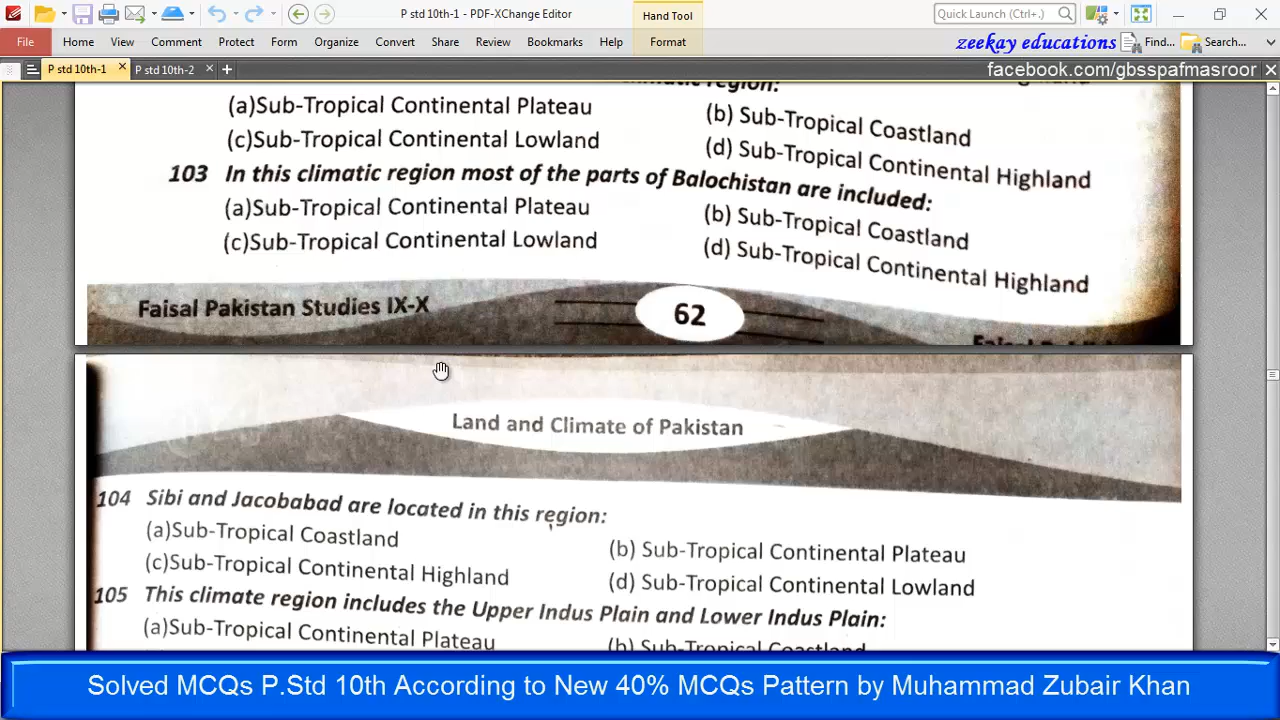 P std 10th-1 - PDF-XChange Editor
Hand Tool
Quick Launch (Ctrl+.)
File Home View Comment Protect Form Organize Convert Share Review Bookmarks Help Format
zeekay educations
Find... Search...
P std 10th-1 P std 10th-2
facebook.com/gbsspafmasroor
region:
(a)Sub-Tropical Continental Plateau
(b) Sub-Tropical Coastland
(c)Sub-Tropical Continental Lowland
(d) Sub-Tropical Continental Highland
103 In this climatic region most of the parts of Balochistan are included:
(a)Sub-Tropical Continental Plateau
(b) Sub-Tropical Coastland
(c)Sub-Tropical Continental Lowland
(d) Sub-Tropical Continental Highland
Faisal Pakistan Studies IX-X
62
Land and Climate of Pakistan
104 Sibi and Jacobabad are located in this region:
(a)Sub-Tropical Coastland
(b) Sub-Tropical Continental Plateau
(c)Sub-Tropical Continental Highland
(d) Sub-Tropical Continental Lowland
105 This climate region includes the Upper Indus Plain and Lower Indus Plain:
(a)Sub-Tropical Continental Plateau
(b) Sub-Tropical Coastland
Solved MCQs P.Std 10th According to New 40% MCQs Pattern by Muhammad Zubair Khan